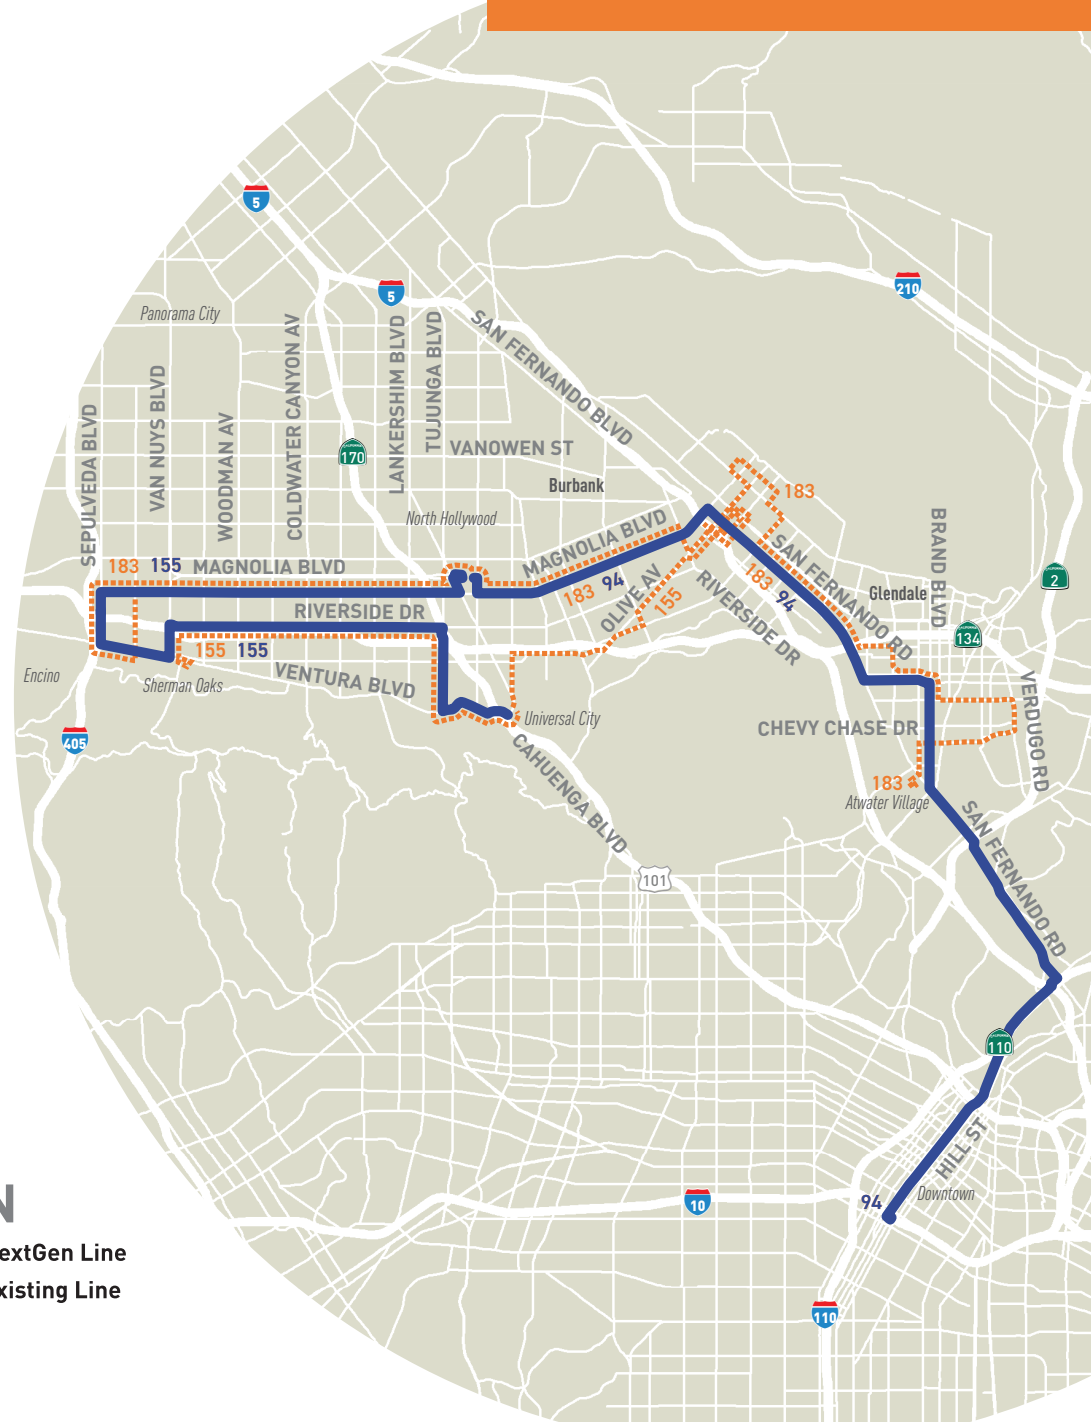 5
210
5
Panorama City
SAN FERNANDO BLVD
SEPULVEDA BLVD
VAN NUYS BLVD
WOODMAN AV
COLDWATER CANYON AV
LANKERSHIM BLVD
TUJUNGA BLVD
CALIFORNIA
170
VANOWEN ST
Burbank
North Hollywood
183
183 155 MAGNOLIA BLVD
MAGNOLIA BLVD
183 94
OLIVE AV
155
RIVERSIDE DR
183
94
SAN FERNANDO RD
BRAND BLVD
Glendale
CALIFORNIA
2
CALIFORNIA
134
RIVERSIDE DR
155 155
VENTURA BLVD
Encino
Sherman Oaks
Universal City
405
CAHUENGA BLVD
CHEVY CHASE DR
VERDUGO RD
183
Atwater Village
SAN FERNANDO RD
101
CALIFORNIA
110
HILL ST
Downtown
94
10
110
N
extGen Line
xisting Line